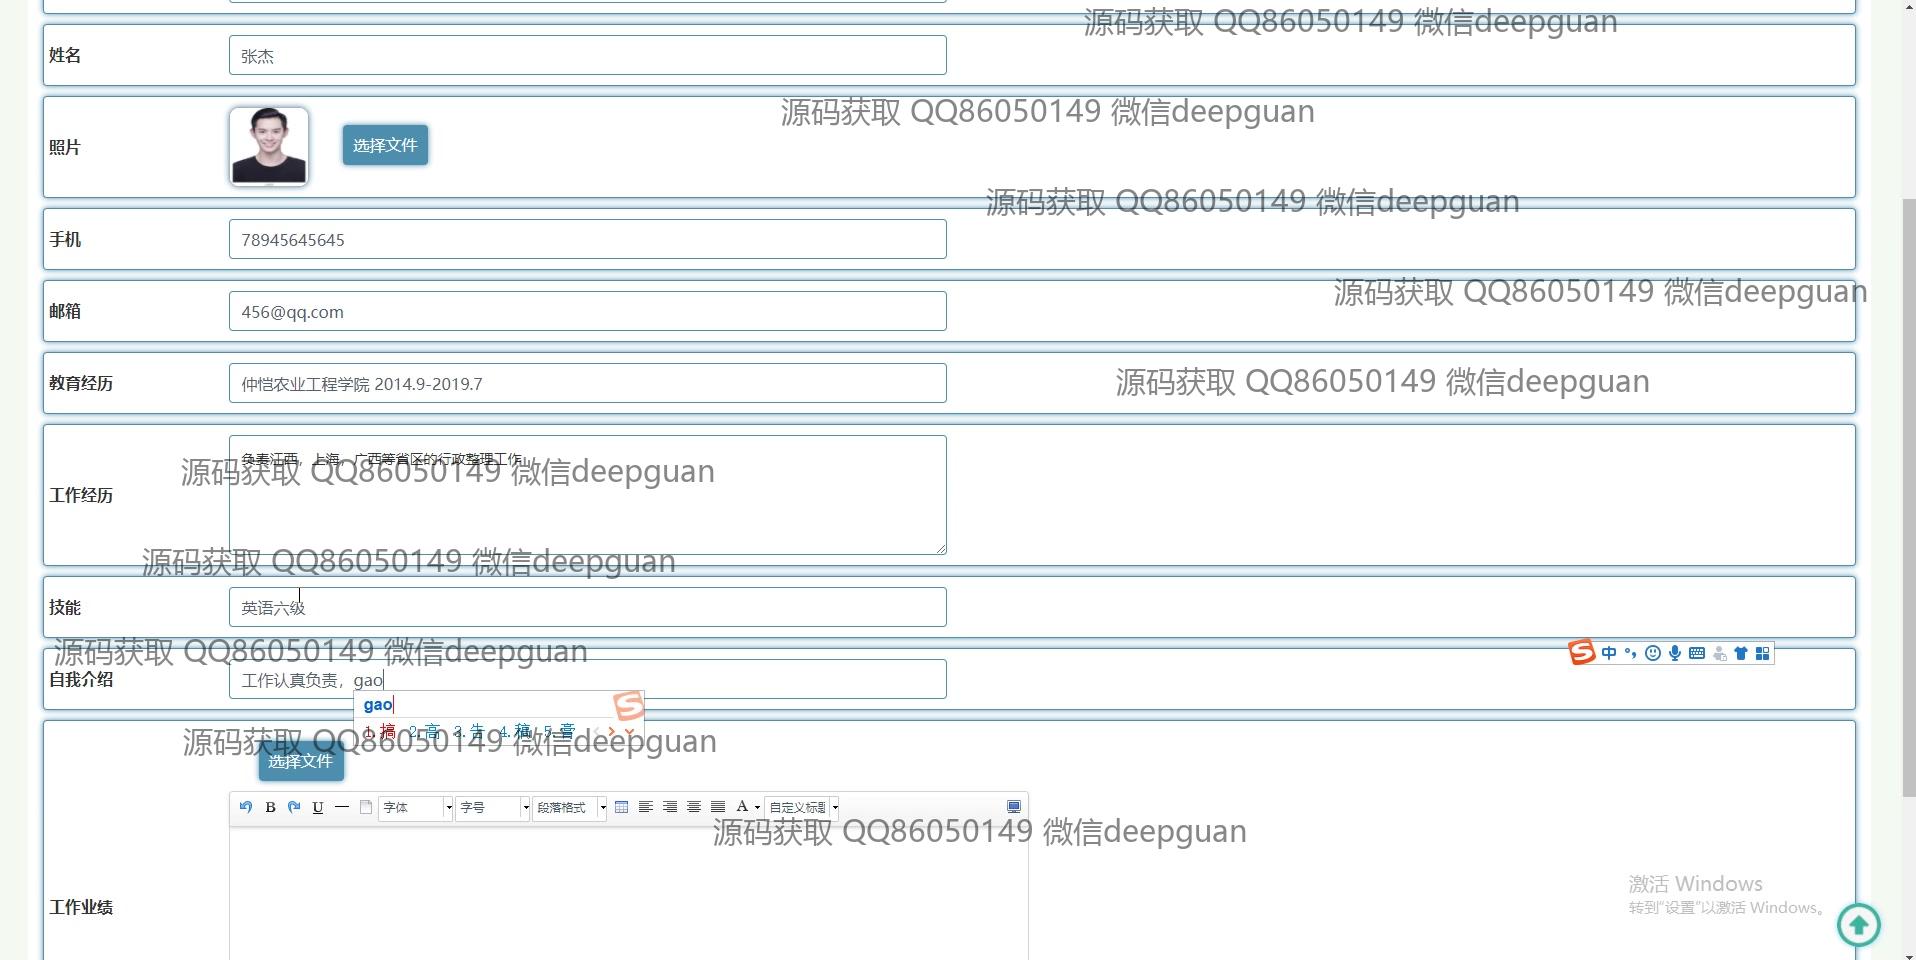 源码获取 QQ86050149 微信deepguan
姓名
张杰
源码获取 QQ86050149 微信deepguan
照片
选择文件
源码获取 QQ86050149 微信deepguan
手机
78945645645
源码获取 QQ86050149 微信deepguan
邮箱
456@qq.com
教育经历
仲恺农业工程学院 2014.9-2019.7
源码获取 QQ86050149 微信deepguan
负责江西，上海，广西等省区的行政整理工作
源码获取 QQ86050149 微信deepguan
工作经历
源码获取 QQ86050149 微信deepguan
技能
英语六级
源码获取 QQ86050149 微信deepguan
中
自我介绍
工作认真负责，gao
gao
1.搞 2.高 3.告 4.稿 5.膏
源码获取 QQ86050149 微信deepguan
选择文件
B U 字体 字号 段落格式 A 自定义标题
源码获取 QQ86050149 微信deepguan
激活 Windows
转到“设置”以激活 Windows。
工作业绩